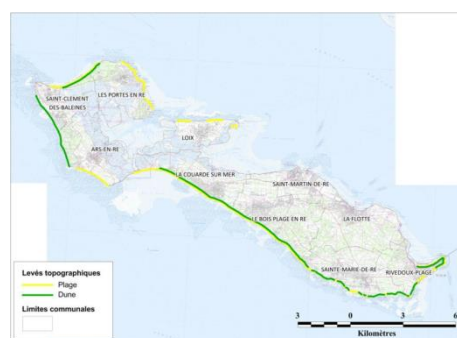 LES PORTES EN RE
SAINT-CLEMENT
DES-BALEINES
LOIX
ARS-EN-RE
LA COUARDE SUR MER
SAINT-MARTIN-DE-RE
LE BOIS PLAGE EN RE
LA FLOTTE
SAINTE-MARIE-DE-RE
RIVEDOUX-PLAGE
Levés topographiques
Plage
Dune
Limites communales
3 0 3 6
Kilomètres